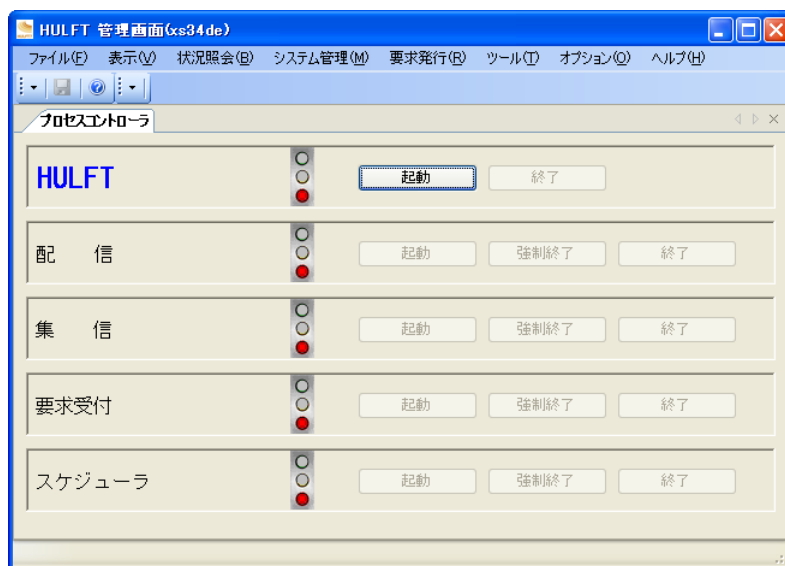 HULFT 管理画面(xs34de)
ファイル(F) 表示(V) 状況照会(B) システム管理(M) 要求発行(R) ツール(T) オプション(O) ヘルプ(H)
プロセスコントローラ
HULFT 起動 終了
配 信 起動 強制終了 終了
集 信 起動 強制終了 終了
要求受付 起動 強制終了 終了
スケジューラ 起動 強制終了 終了